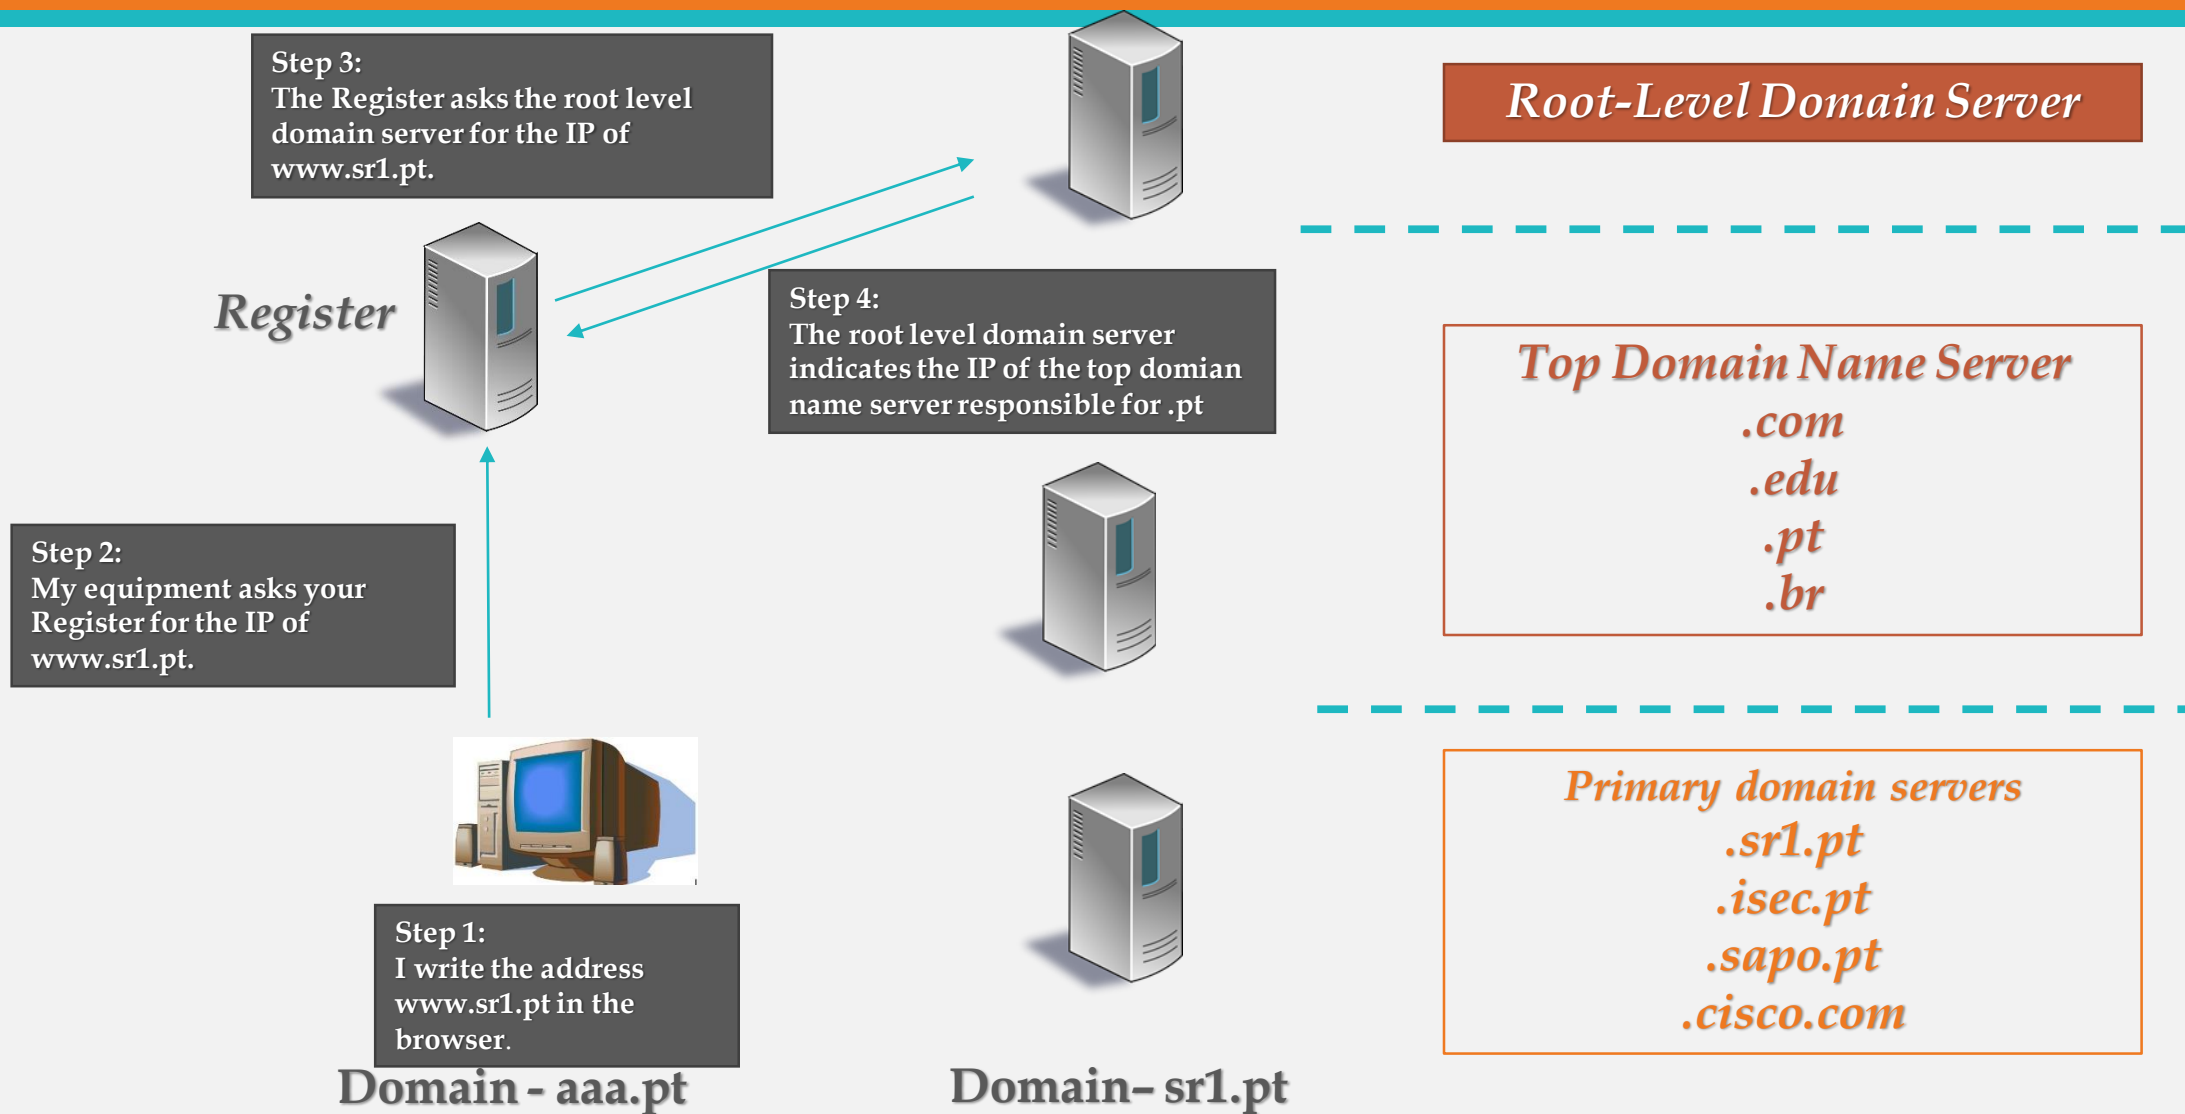 Step 3:
The Register asks the root level
domain server for the IP of
www.sr1.pt.
Root-Level Domain Server
Register
Step 4:
The root level domain server
indicates the IP of the top domian
name server responsible for .pt
Top Domain Name Server
.com
.edu
.pt
.br
Step 2:
My equipment asks your
Register for the IP of
www.sr1.pt.
Primary domain servers
.sr1.pt
.isec.pt
.sapo.pt
.cisco.com
Step 1:
I write the address
www.sr1.pt in the
browser.
Domain - aaa.pt
Domain– sr1.pt